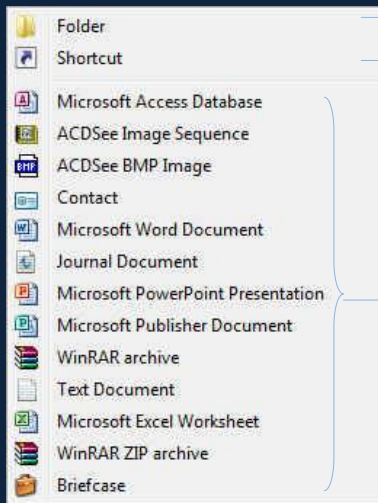 Folder
Shortcut
Microsoft Access Database
ACDSee Image Sequence
BMP ACDSee BMP Image
Contact
Microsoft Word Document
Journal Document
Microsoft PowerPoint Presentation
Microsoft Publisher Document
WinRAR archive
Text Document
Microsoft Excel Worksheet
WinRAR ZIP archive
Briefcase